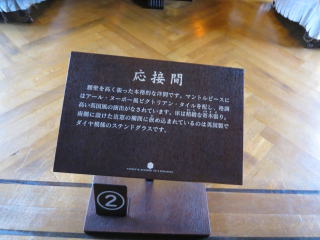 応接間
腰壁を高く張った本格的な洋間です。マントルピースに
はアール・ヌーボー風ビクトリアン・タイルを配し、格調
高い英国風の演出がなされています。床は精緻な寄木張り。
南側に設けた出窓の欄間に嵌め込まれているのは英国製で
ダイヤ模様のステンドグラスです。
②